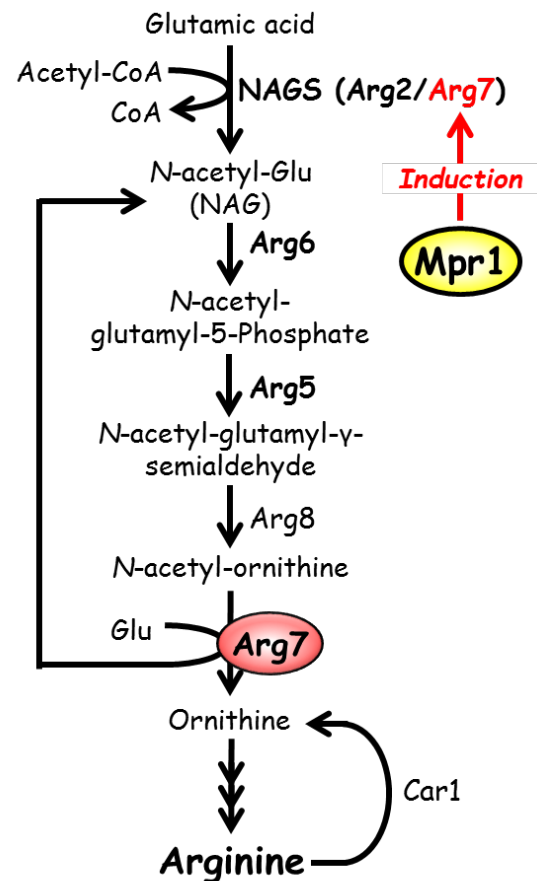 Glutamic acid
Acetyl-CoA
CoA
NAGS (Arg2/Arg7)
Induction
Mpr1
N-acetyl-Glu
(NAG)
Arg6
N-acetyl-
glutamyl-5-Phosphate
Arg5
N-acetyl-glutamyl-γ-
semialdehyde
Arg8
N-acetyl-ornithine
Glu
Arg7
Ornithine
Car1
Arginine